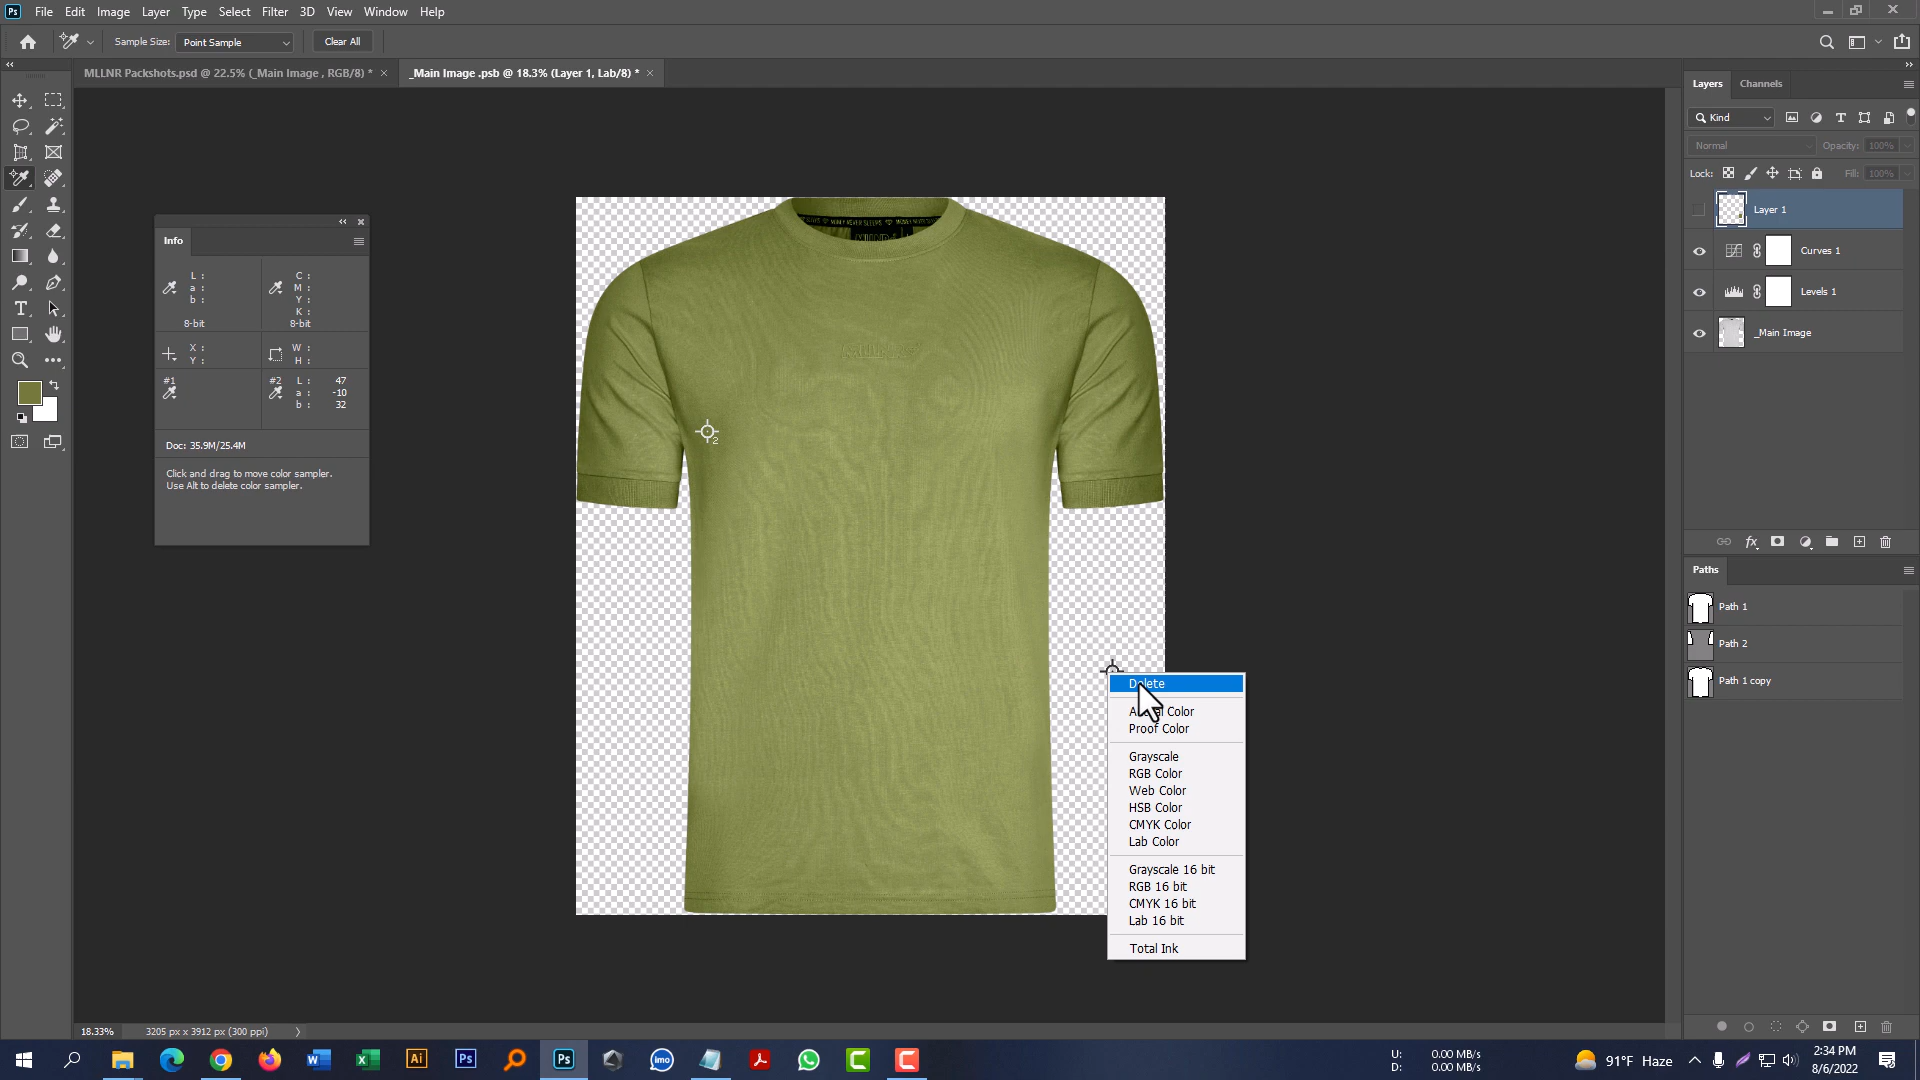 Ps File Edit Image Layer Type Select Filter 3D View Window Help
Sample Size: Point Sample Clear All
MLLNR Packshots.psd @ 22.5% (_Main Image , RGB/8) * ×
_Main Image .psb @ 18.3% (Layer 1, Lab/8) * ×
Info
L :
a :
b :
8-bit
C :
M :
Y :
K :
8-bit
X :
Y :
W :
H :
#1
#2 L : 47
a : -10
b : 32
Doc: 35.9M/25.4M
Click and drag to move color sampler.
Use Alt to delete color sampler.
2
Delete
Color
Proof Color
Grayscale
RGB Color
Web Color
HSB Color
CMYK Color
Lab Color
Grayscale 16 bit
RGB 16 bit
CMYK 16 bit
Lab 16 bit
Total Ink
Layers Channels
Kind
Normal Opacity: 100%
Lock: Fill: 100%
Layer 1
Curves 1
Levels 1
_Main Image
Paths
Path 1
Path 2
Path 1 copy
18.33% 3205 px x 3912 px (300 ppi)
Ai Ps Ps imo
U: 0.00 MB/s
D: 0.00 MB/s
91°F Haze
2:34 PM
8/6/2022